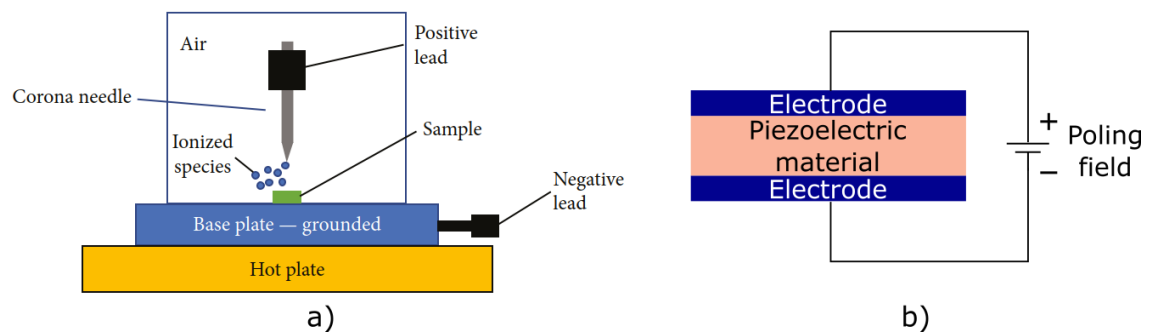 Air
Positive
lead
Corona needle
Sample
Ionized
species
Negative
lead
Base plate — grounded
Hot plate
a)
Electrode
Piezoelectric
material
Electrode
+
−
Poling
field
b)